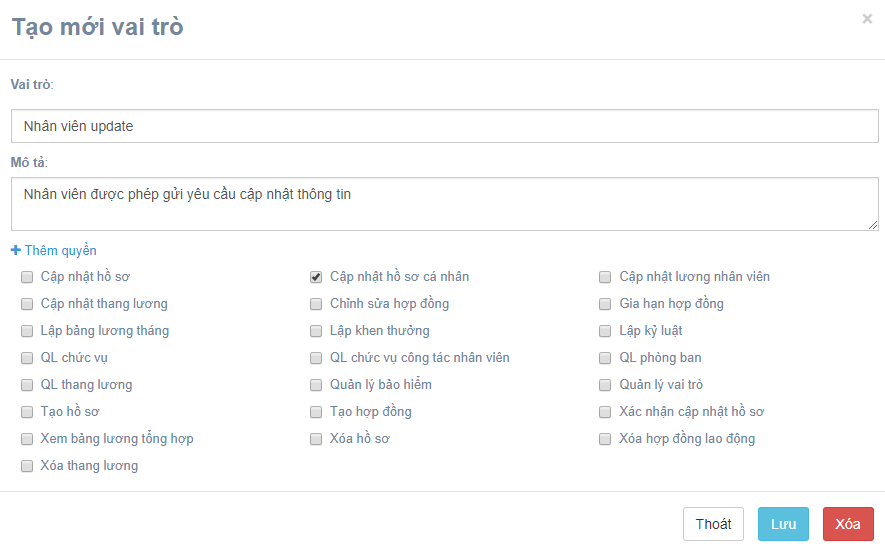 Tạo mới vai trò
×
Vai trò:
Nhân viên update
Mô tả:
Nhân viên được phép gửi yêu cầu cập nhật thông tin
+ Thêm quyền
Cập nhật hồ sơ Cập nhật hồ sơ cá nhân Cập nhật lương nhân viên
Cập nhật thang lương Chỉnh sửa hợp đồng Gia hạn hợp đồng
Lập bảng lương tháng Lập khen thưởng Lập kỷ luật
QL chức vụ QL chức vụ công tác nhân viên QL phòng ban
QL thang lương Quản lý bảo hiểm Quản lý vai trò
Tạo hồ sơ Tạo hợp đồng Xác nhận cập nhật hồ sơ
Xem bảng lương tổng hợp Xóa hồ sơ Xóa hợp đồng lao động
Xóa thang lương
Thoát Lưu Xóa